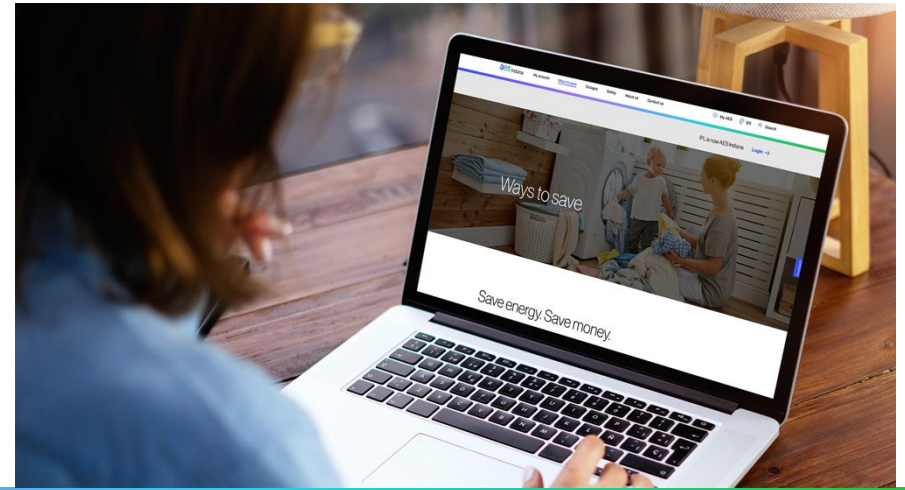 aes Indiana My account Ways to save Outages Safety About us Contact us
My AES EN Search
IPL is now AES Indiana Login →
Ways to save
Save energy. Save money.